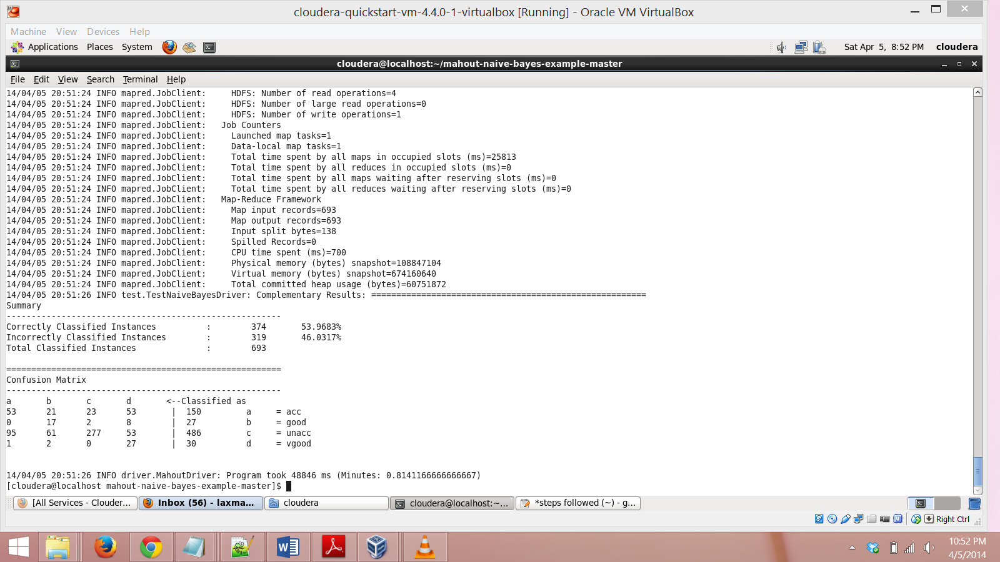 cloudera-quickstart-vm-4.4.0-1-virtualbox [Running] - Oracle VM VirtualBox
Machine View Devices Help
Applications Places System Sat Apr 5, 8:52 PM cloudera
cloudera@localhost:~/mahout-naive-bayes-example-master
File Edit View Search Terminal Help
14/04/05 20:51:24 INFO mapred.JobClient:     HDFS: Number of read operations=4
14/04/05 20:51:24 INFO mapred.JobClient:     HDFS: Number of large read operations=0
14/04/05 20:51:24 INFO mapred.JobClient:     HDFS: Number of write operations=1
14/04/05 20:51:24 INFO mapred.JobClient:   Job Counters
14/04/05 20:51:24 INFO mapred.JobClient:     Launched map tasks=1
14/04/05 20:51:24 INFO mapred.JobClient:     Data-local map tasks=1
14/04/05 20:51:24 INFO mapred.JobClient:     Total time spent by all maps in occupied slots (ms)=25813
14/04/05 20:51:24 INFO mapred.JobClient:     Total time spent by all reduces in occupied slots (ms)=0
14/04/05 20:51:24 INFO mapred.JobClient:     Total time spent by all maps waiting after reserving slots (ms)=0
14/04/05 20:51:24 INFO mapred.JobClient:     Total time spent by all reduces waiting after reserving slots (ms)=0
14/04/05 20:51:24 INFO mapred.JobClient:   Map-Reduce Framework
14/04/05 20:51:24 INFO mapred.JobClient:     Map input records=693
14/04/05 20:51:24 INFO mapred.JobClient:     Map output records=693
14/04/05 20:51:24 INFO mapred.JobClient:     Input split bytes=138
14/04/05 20:51:24 INFO mapred.JobClient:     Spilled Records=0
14/04/05 20:51:24 INFO mapred.JobClient:     CPU time spent (ms)=700
14/04/05 20:51:24 INFO mapred.JobClient:     Physical memory (bytes) snapshot=108847104
14/04/05 20:51:24 INFO mapred.JobClient:     Virtual memory (bytes) snapshot=674160640
14/04/05 20:51:24 INFO mapred.JobClient:     Total committed heap usage (bytes)=60751872
14/04/05 20:51:26 INFO test.TestNaiveBayesDriver: Complementary Results: =======================================================
Summary
-------------------------------------------------------
Correctly Classified Instances          :        374       53.9683%
Incorrectly Classified Instances        :        319       46.0317%
Total Classified Instances              :        693
=======================================================
Confusion Matrix
-------------------------------------------------------
a       b       c       d       <--Classified as
53      21      23      53       |  150         a     = acc
0       17      2       8        |  27          b     = good
95      61      277     53       |  486         c     = unacc
1       2       0       27       |  30          d     = vgood
14/04/05 20:51:26 INFO driver.MahoutDriver: Program took 48846 ms (Minutes: 0.8141166666666667)
[cloudera@localhost mahout-naive-bayes-example-master]$
[All Services - Clouder... Inbox (56) - laxma... cloudera cloudera@localhost:~... *steps followed (~) - g...
Right Ctrl
10:52 PM
4/5/2014